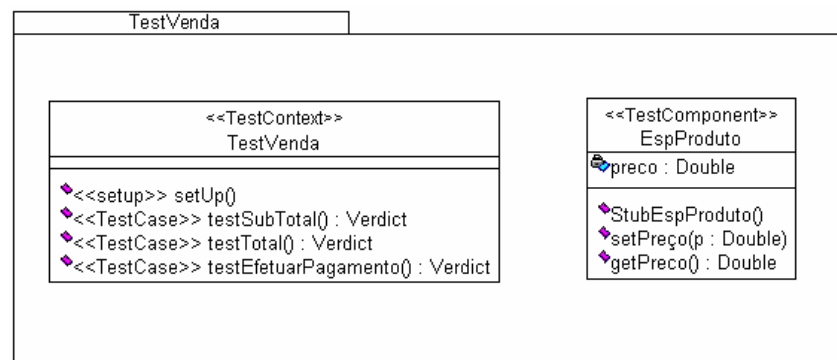 TestVenda
<<TestContext>>
TestVenda
<<setup>> setUp()
<<TestCase>> testSubTotal() : Verdict
<<TestCase>> testTotal() : Verdict
<<TestCase>> testEfetuarPagamento() : Verdict
<<TestComponent>>
EspProduto
preco : Double
StubEspProduto()
setPreço(p : Double)
getPreco() : Double